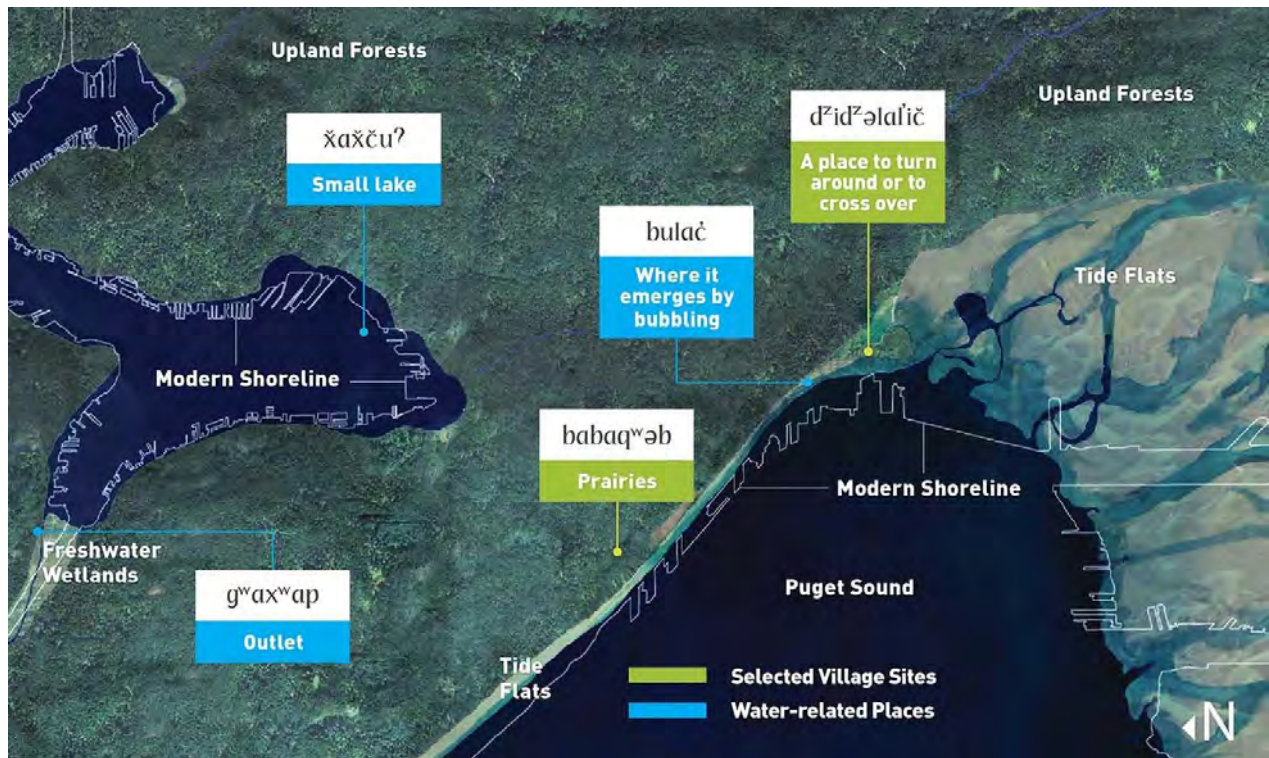 Upland Forests
Upland Forests
x̌ax̌čuʔ
Small lake
dᶻidᶻəlal̓ič
A place to turn
around or to
cross over
bulac̓
Where it
emerges by
bubbling
Tide Flats
Modern Shoreline
babaqʷəb
Prairies
Modern Shoreline
Freshwater
Wetlands
gʷaxʷap
Outlet
Puget Sound
Tide
Flats
Selected Village Sites
Water-related Places
N